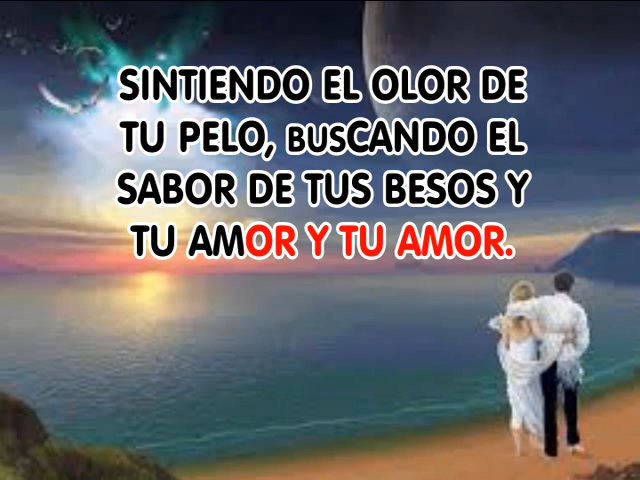 SINTIENDO EL OLOR DE
TU PELO, BUSCANDO EL
SABOR DE TUS BESOS Y
TU AMOR Y TU AMOR.